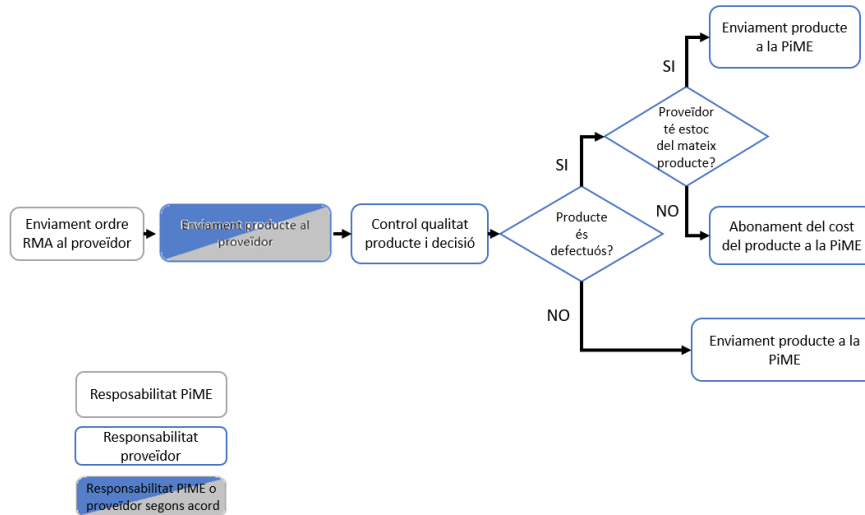 Enviament ordre
RMA al proveïdor
Enviament producte al
proveïdor
Control qualitat
producte i decisió
Producte
és
defectuós?
SI
NO
Proveïdor
té estoc
del mateix
producte?
SI
NO
Enviament producte
a la PiME
Abonament del cost
del producte a la PiME
Enviament producte a la
PiME
Resposabilitat PiME
Responsabilitat
proveïdor
Responsabilitat PiME o
proveïdor segons acord